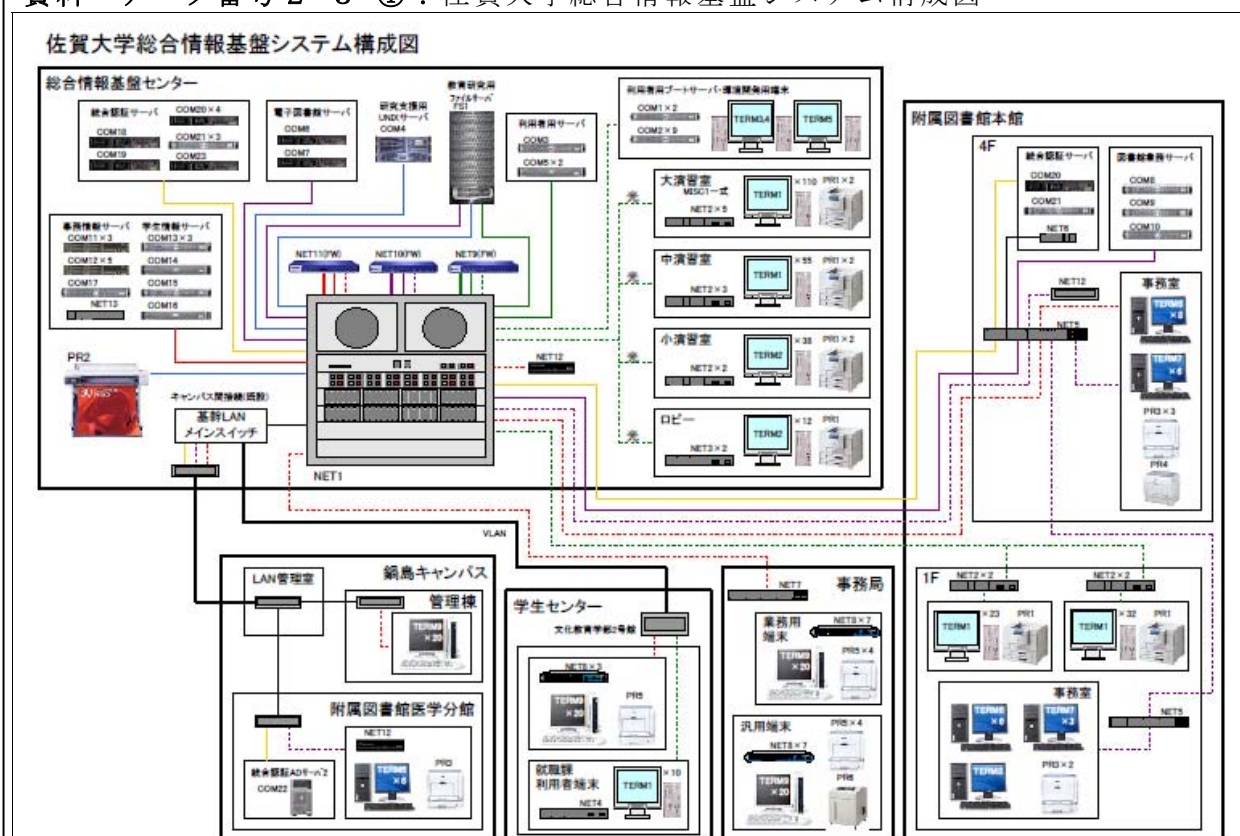 佐賀大学総合情報基盤システム構成図
総合情報基盤センター
統合認証サーバ
COM20×4
COM18
COM21×3
COM19
COM23
電子図書館サーバ
COM6
COM7
研究支援用
UNIXサーバ
COM4
教育研究用
ファイルサーバ
FS1
利用者用サーバ
COM3
COM5×2
利用者用ブートサーバ・環境開発用端末
COM1×2
COM2×9
TERM3,4
TERM5
事務情報サーバ
COM11×3
COM12×5
COM17
NET13
学生情報サーバ
COM13×3
COM14
COM15
COM16
NET11(FW)
NET10(FW)
NET9(FW)
NET12
NET1
PR2
キャンパス間接続(既設)
基幹LAN
メインスイッチ
光
大演習室
MISC1一式
NET2×5
TERM1
×110
PR1×2
光
中演習室
NET2×3
TERM1
×55
PR1×2
光
小演習室
NET2×2
TERM2
×38
PR1×2
光
ロビー
NET3×2
TERM2
×12
PR1
VLAN
附属図書館本館
4F
統合認証サーバ
COM20
COM21
NET6
図書館業務サーバ
COM8
COM9
COM10
NET12
NET5
事務室
TERM6
×8
TERM7
×6
PR3×3
PR4
1F
NET2×2
TERM1
×23
PR1
NET2×2
TERM1
×32
PR1
事務室
TERM6
×6
TERM7
×3
TERM8
PR3×2
NET5
鍋島キャンパス
LAN管理室
管理棟
TERM9
×20
附属図書館医学分館
NET12
統合認証ADサーバ2
COM22
×6
PR3
学生センター
文化教育学部2号館
NET8×3
TERM9
×20
PR5
就職課
利用者端末
NET4
TERM1
×10
事務局
NET7
業務用
端末
NET8×7
TERM9
×20
PR5×4
汎用端末
NET8×7
TERM9
×20
PR5×4
PR6